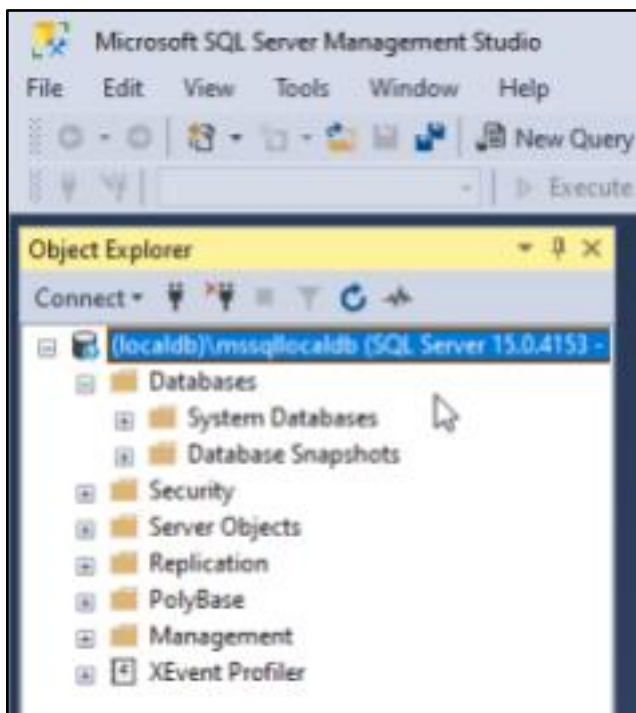 Microsoft SQL Server Management Studio
File Edit View Tools Window Help
New Query
Execute
Object Explorer
Connect
(localdb)\mssqllocaldb (SQL Server 15.0.4153 -
Databases
System Databases
Database Snapshots
Security
Server Objects
Replication
PolyBase
Management
XEvent Profiler